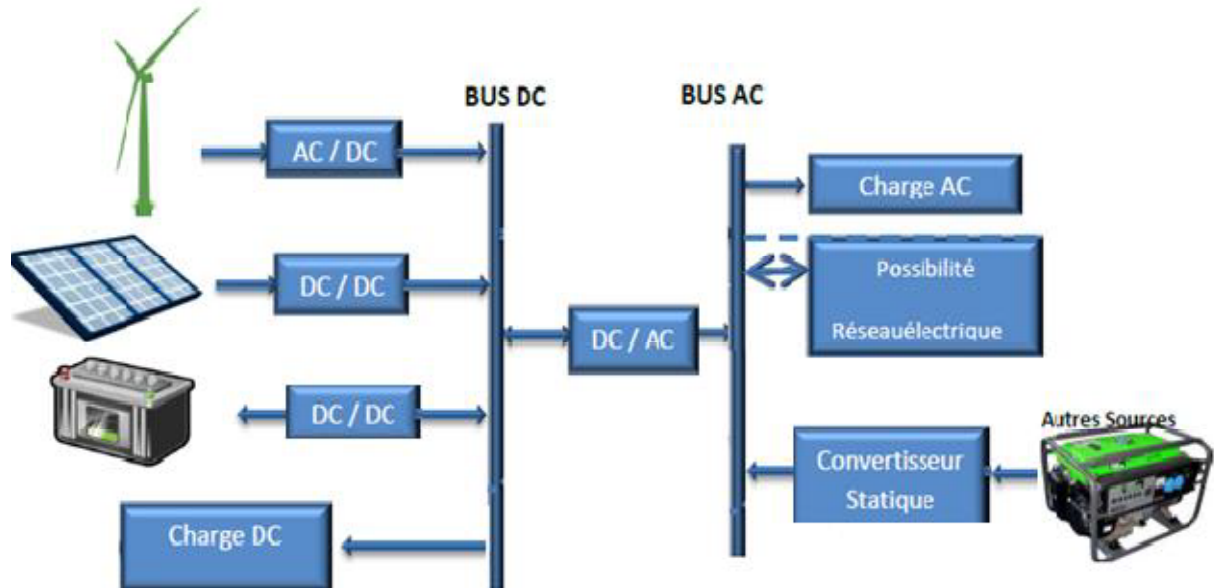 BUS DC
BUS AC
AC / DC
Charge AC
DC / DC
Possibilité
Réseauélectrique
DC / AC
DC / DC
Autres Sources
Convertisseur
Statique
Charge DC